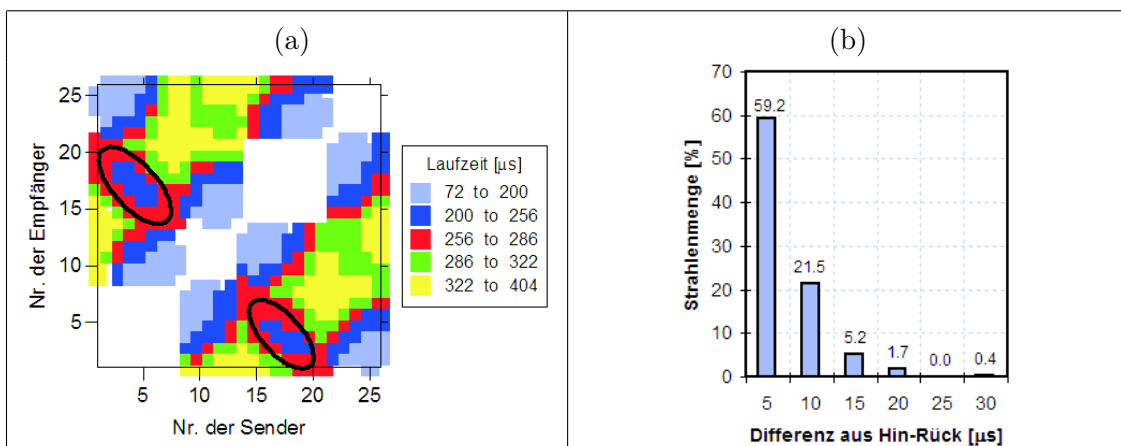 (a)
25
20
15
10
5
5
10
15
20
25
Nr. der Empfänger
Nr. der Sender
Laufzeit [µs]
72 to 200
200 to 256
256 to 286
286 to 322
322 to 404
(b)
70
60
50
40
30
20
10
0
59.2
21.5
5.2
1.7
0.0
0.4
5
10
15
20
25
30
Strahlenmenge [%]
Differenz aus Hin-Rück [µs]